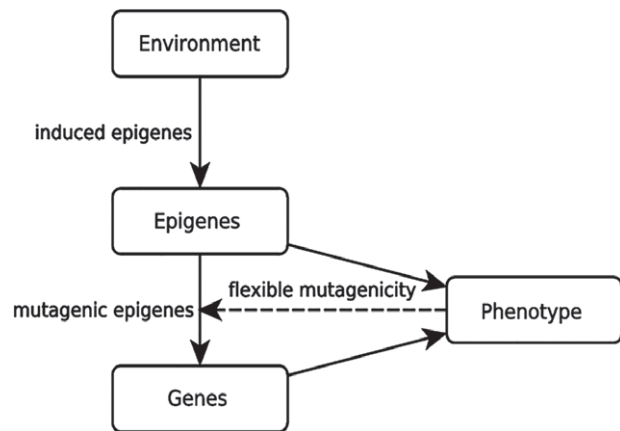 Environment
induced epigenes
Epigenes
flexible mutagenicity
mutagenic epigenes
Phenotype
Genes